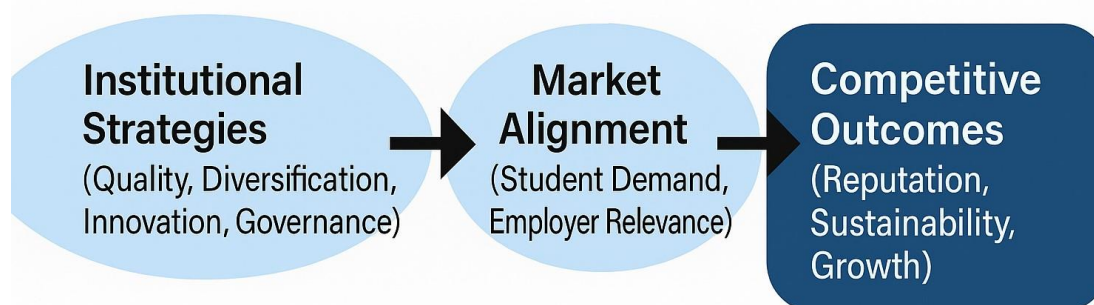 Institutional
Strategies
(Quality, Diversification,
Innovation, Governance)
Market
Alignment
(Student Demand,
Employer Relevance)
Competitive
Outcomes
(Reputation,
Sustainability,
Growth)